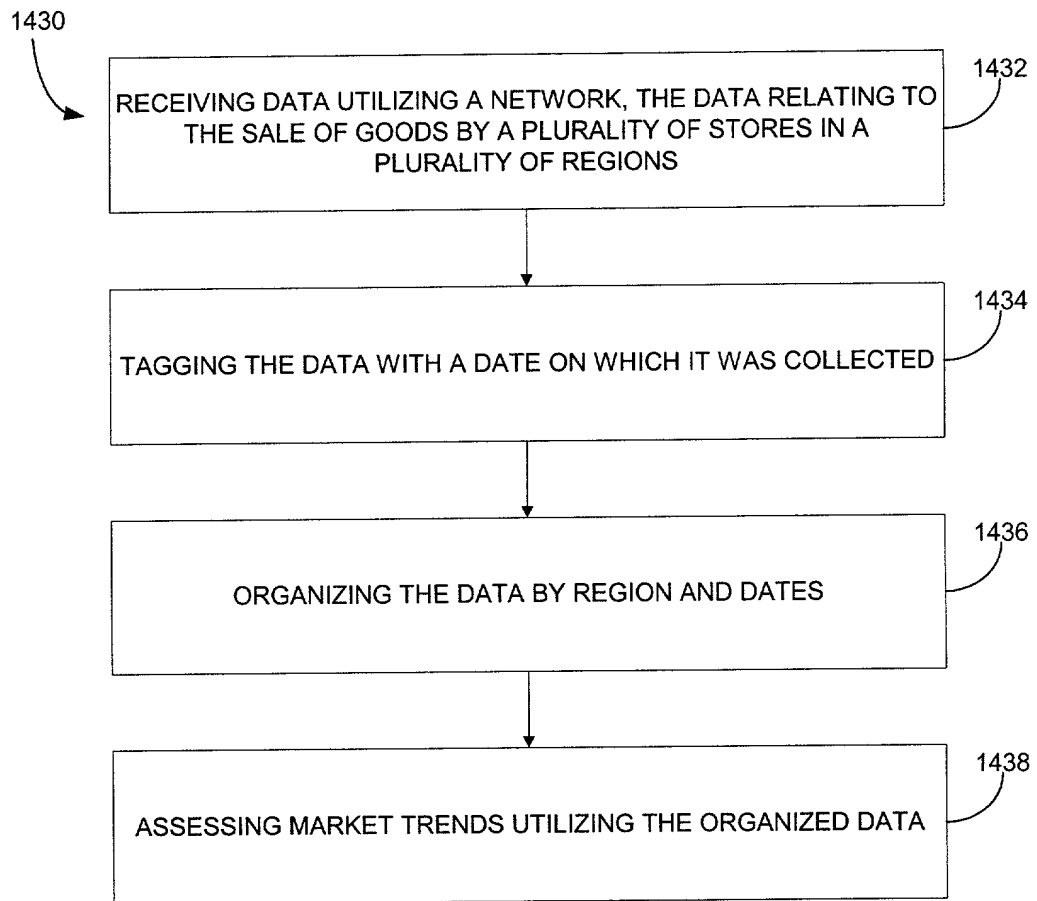 1430
1432
RECEIVING DATA UTILIZING A NETWORK, THE DATA RELATING TO
THE SALE OF GOODS BY A PLURALITY OF STORES IN A
PLURALITY OF REGIONS
1434
TAGGING THE DATA WITH A DATE ON WHICH IT WAS COLLECTED
1436
ORGANIZING THE DATA BY REGION AND DATES
1438
ASSESSING MARKET TRENDS UTILIZING THE ORGANIZED DATA